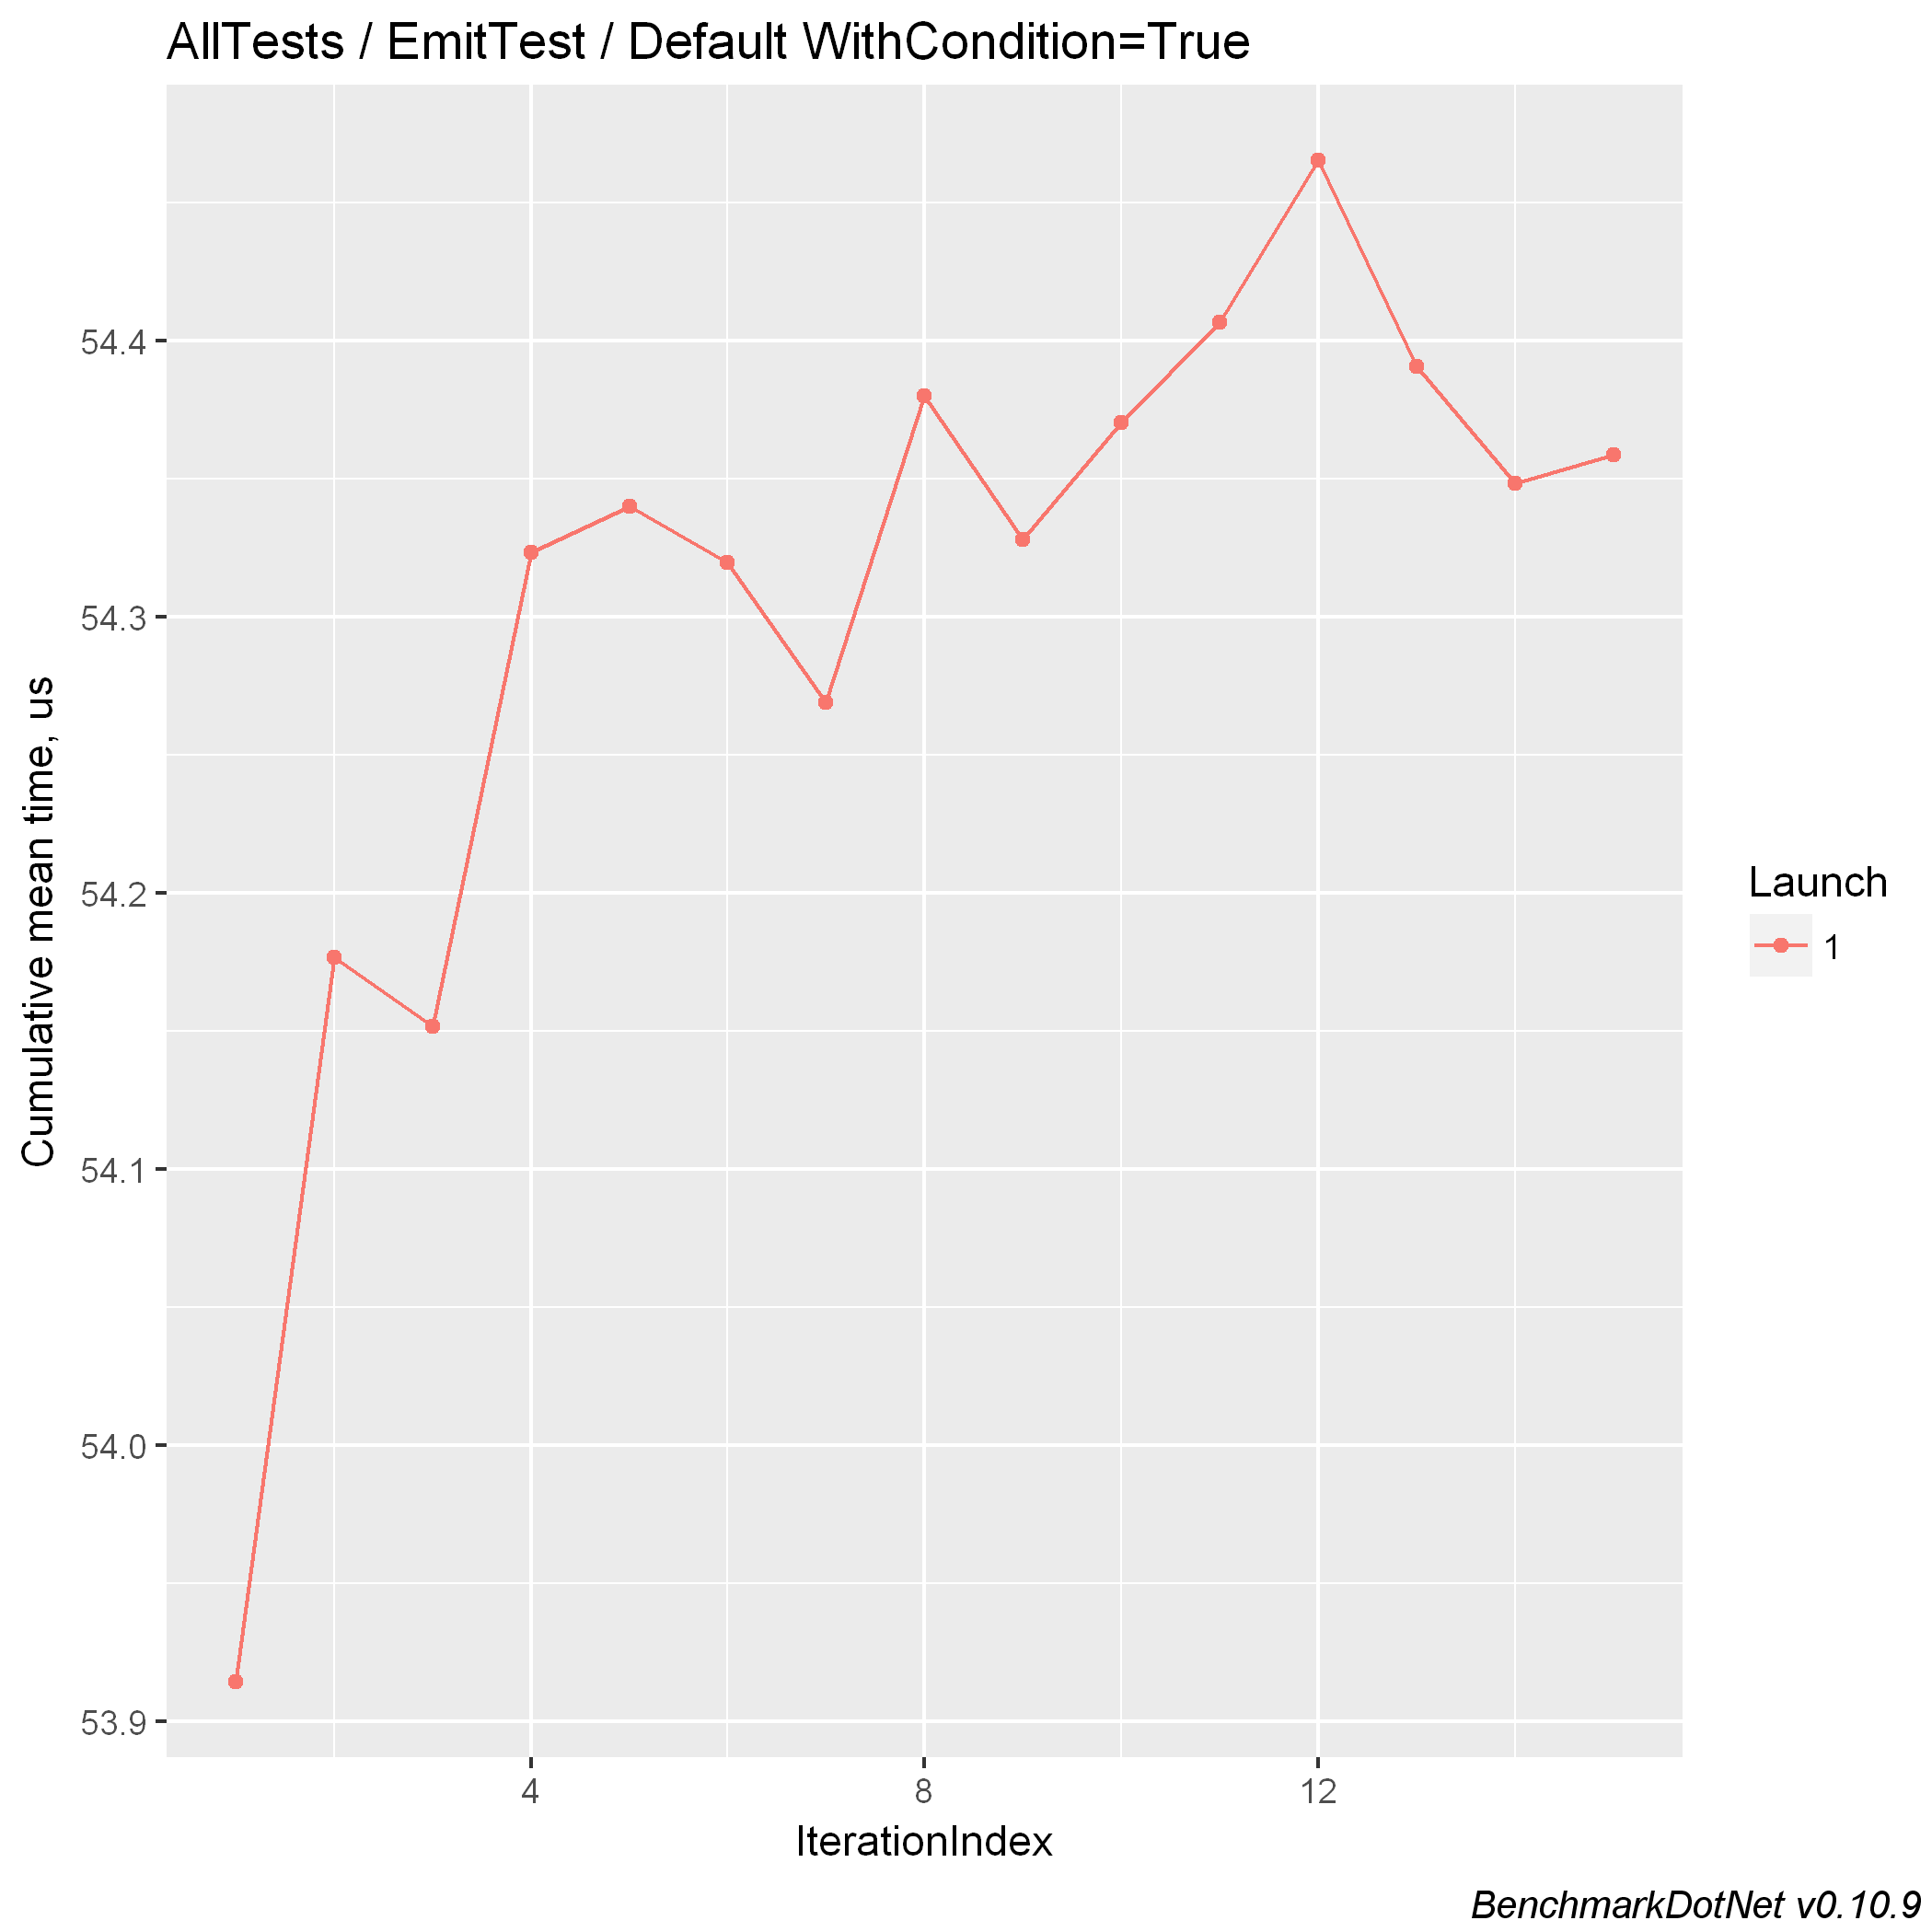 AllTests / EmitTest / Default WithCondition=True
Cumulative mean time, us
54.4
54.3
54.2
54.1
54.0
53.9
4
8
12
IterationIndex
Launch
1
BenchmarkDotNet v0.10.9